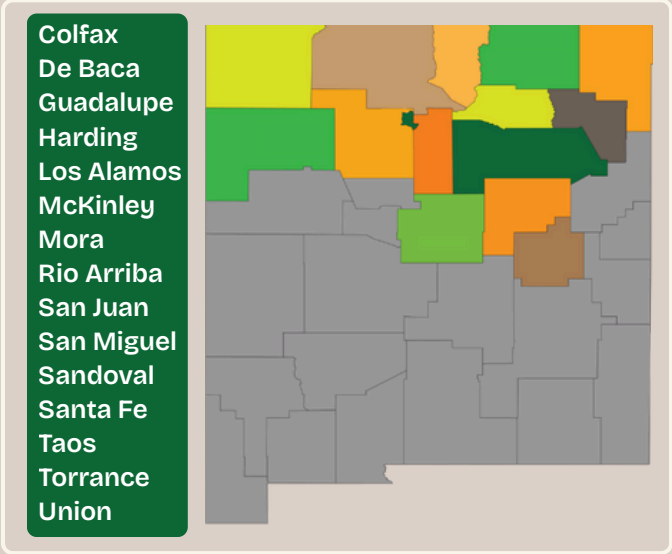 Colfax
De Baca
Guadalupe
Harding
Los Alamos
McKinley
Mora
Rio Arriba
San Juan
San Miguel
Sandoval
Santa Fe
Taos
Torrance
Union